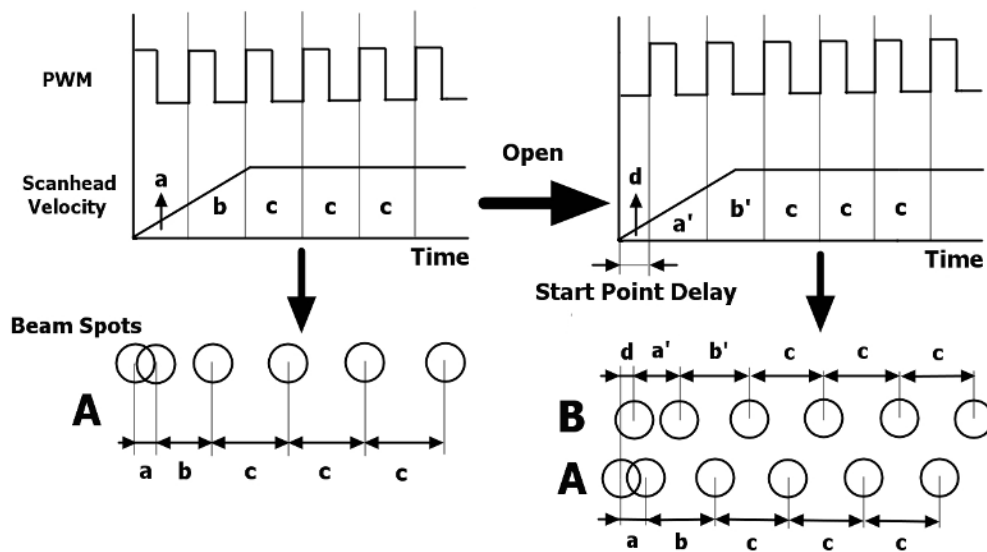 PWM
Scanhead
Velocity
a
b c c c
Time
Open
d
a' b' c c c
Time
Start Point Delay
Beam Spots
A
a b c c c
d a' b' c c c
B
A
a b c c c